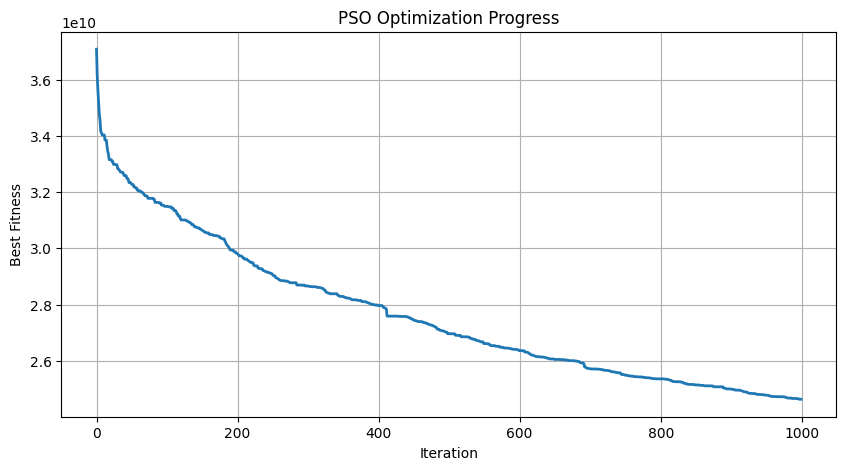 PSO Optimization Progress
1e10
3.6
3.4
3.2
3.0
2.8
2.6
Best Fitness
0 200 400 600 800 1000
Iteration